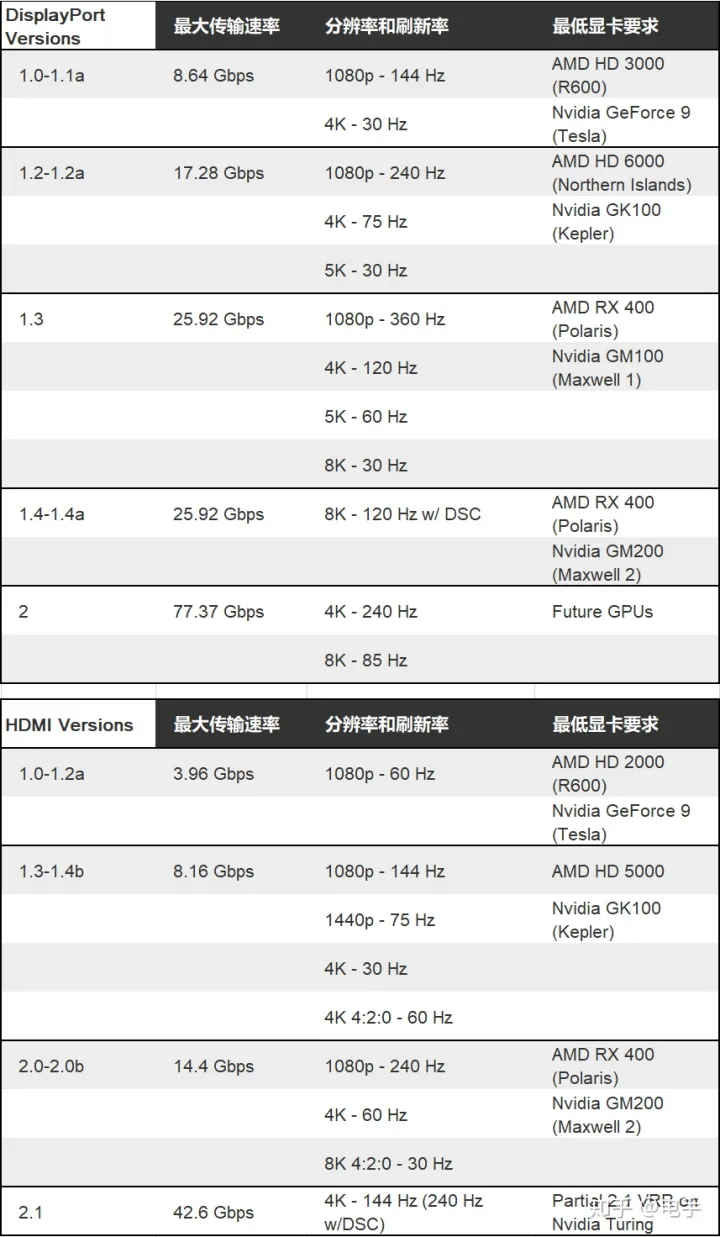 DisplayPort Versions 最大传输速率 分辨率和刷新率 最低显卡要求
1.0-1.1a 8.64 Gbps 1080p - 144 Hz AMD HD 3000 (R600)
4K - 30 Hz Nvidia GeForce 9 (Tesla)
1.2-1.2a 17.28 Gbps 1080p - 240 Hz AMD HD 6000 (Northern Islands)
4K - 75 Hz Nvidia GK100 (Kepler)
5K - 30 Hz
1.3 25.92 Gbps 1080p - 360 Hz AMD RX 400 (Polaris)
4K - 120 Hz Nvidia GM100 (Maxwell 1)
5K - 60 Hz
8K - 30 Hz
1.4-1.4a 25.92 Gbps 8K - 120 Hz w/ DSC AMD RX 400 (Polaris)
Nvidia GM200 (Maxwell 2)
2 77.37 Gbps 4K - 240 Hz Future GPUs
8K - 85 Hz
HDMI Versions 最大传输速率 分辨率和刷新率 最低显卡要求
1.0-1.2a 3.96 Gbps 1080p - 60 Hz AMD HD 2000 (R600)
Nvidia GeForce 9 (Tesla)
1.3-1.4b 8.16 Gbps 1080p - 144 Hz AMD HD 5000
1440p - 75 Hz Nvidia GK100 (Kepler)
4K - 30 Hz
4K 4:2:0 - 60 Hz
2.0-2.0b 14.4 Gbps 1080p - 240 Hz AMD RX 400 (Polaris)
4K - 60 Hz Nvidia GM200 (Maxwell 2)
8K 4:2:0 - 30 Hz
2.1 42.6 Gbps 4K - 144 Hz (240 Hz w/DSC) Partial 2.1 VRR on Nvidia Turing
知乎